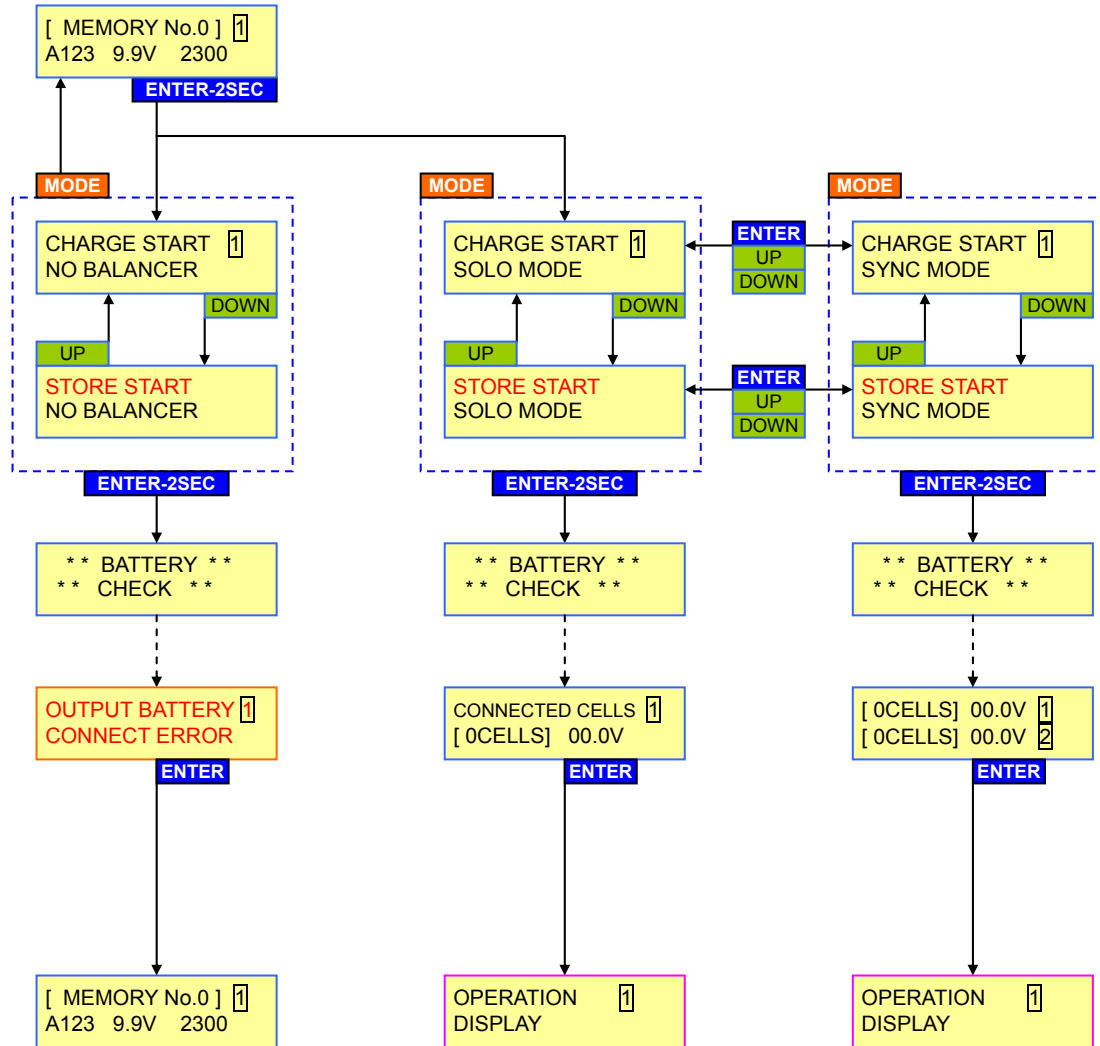 [ MEMORY No.0 ] 1
A123 9.9V 2300
ENTER-2SEC
MODE
MODE
MODE
CHARGE START 1
NO BALANCER
DOWN
UP
STORE START
NO BALANCER
CHARGE START 1
SOLO MODE
DOWN
UP
STORE START
SOLO MODE
ENTER
UP
DOWN
ENTER
UP
DOWN
CHARGE START 1
SYNC MODE
DOWN
UP
STORE START
SYNC MODE
ENTER-2SEC
ENTER-2SEC
ENTER-2SEC
* * BATTERY * *
* * CHECK * *
* * BATTERY * *
* * CHECK * *
* * BATTERY * *
* * CHECK * *
OUTPUT BATTERY 1
CONNECT ERROR
ENTER
CONNECTED CELLS 1
[ 0CELLS] 00.0V
ENTER
[ 0CELLS] 00.0V 1
[ 0CELLS] 00.0V 2
ENTER
[ MEMORY No.0 ] 1
A123 9.9V 2300
OPERATION 1
DISPLAY
OPERATION 1
DISPLAY